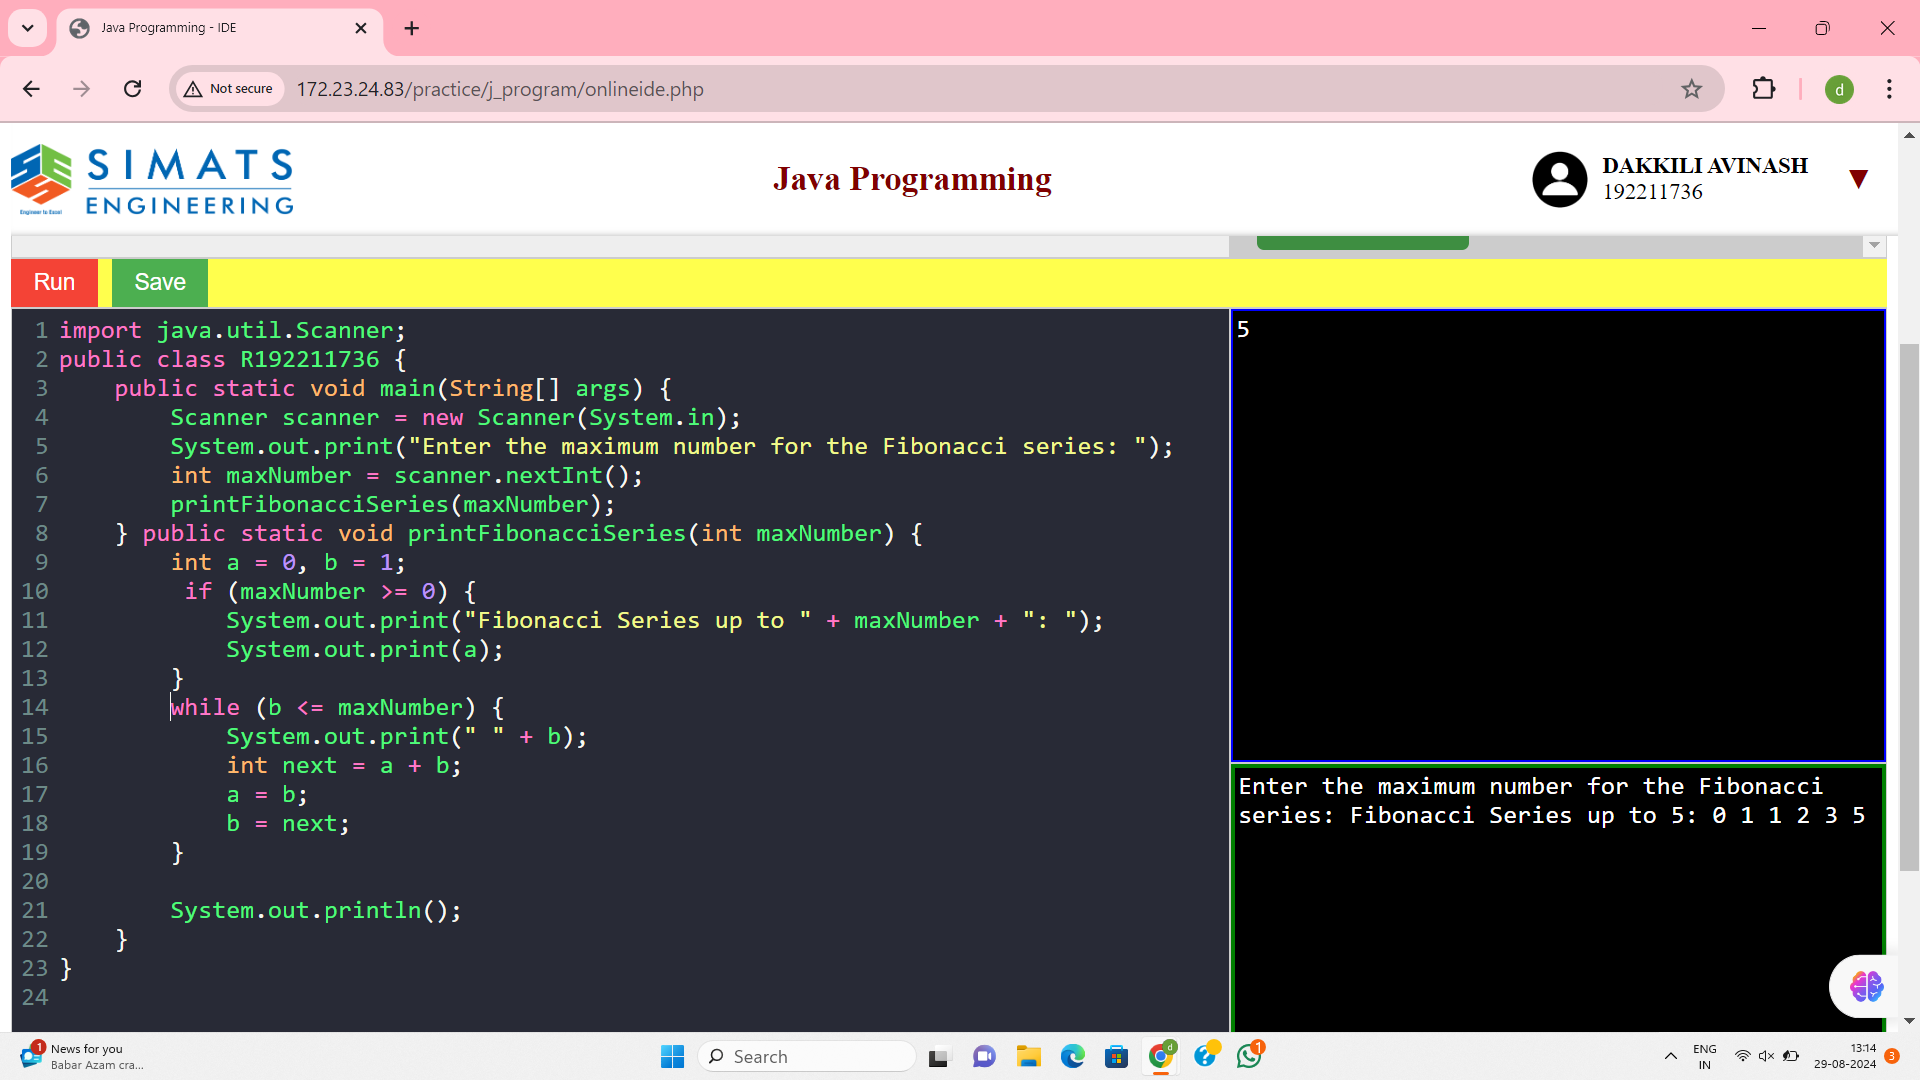 Java Programming - IDE
Not secure
172.23.24.83/practice/j_program/onlineide.php
d
SIMATS
ENGINEERING
Engineer to Excel
Java Programming
DAKKILI AVINASH
192211736
Run
Save
1 import java.util.Scanner;
2 public class R192211736 {
3     public static void main(String[] args) {
4         Scanner scanner = new Scanner(System.in);
5         System.out.print("Enter the maximum number for the Fibonacci series: ");
6         int maxNumber = scanner.nextInt();
7         printFibonacciSeries(maxNumber);
8     } public static void printFibonacciSeries(int maxNumber) {
9         int a = 0, b = 1;
10          if (maxNumber >= 0) {
11             System.out.print("Fibonacci Series up to " + maxNumber + ": ");
12             System.out.print(a);
13         }
14         while (b <= maxNumber) {
15             System.out.print(" " + b);
16             int next = a + b;
17             a = b;
18             b = next;
19         }
20
21         System.out.println();
22     }
23 }
24
5
Enter the maximum number for the Fibonacci
series: Fibonacci Series up to 5: 0 1 1 2 3 5
1
News for you
Babar Azam cra...
Search
d
1
ENG
IN
13:14
29-08-2024
3